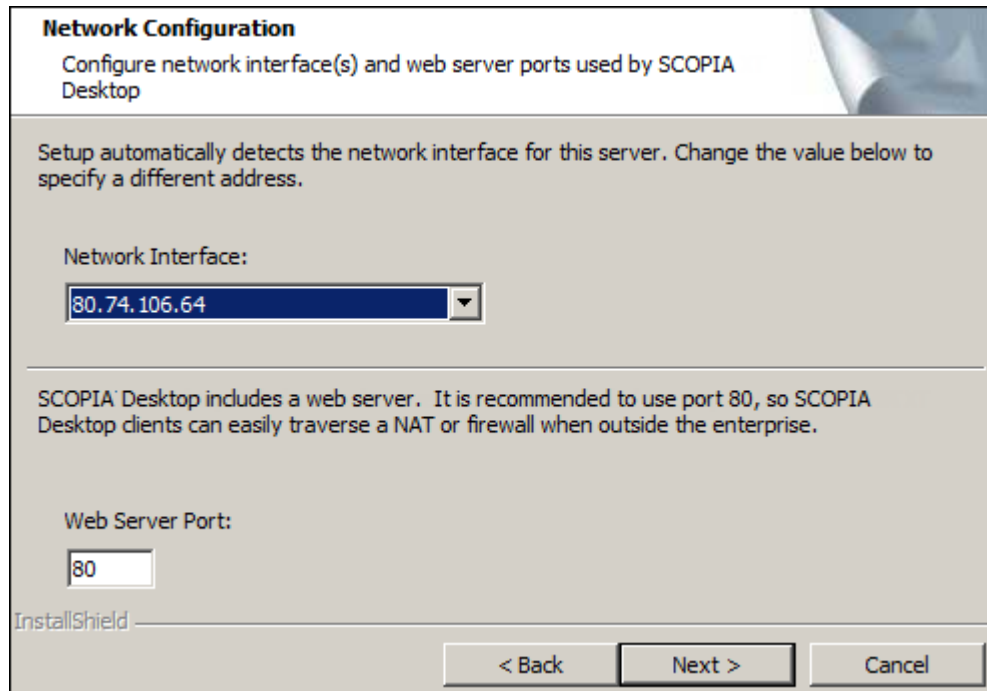 Network Configuration
Configure network interface(s) and web server ports used by SCOPIA
Desktop
Setup automatically detects the network interface for this server. Change the value below to
specify a different address.
Network Interface:
80.74.106.64
SCOPIA Desktop includes a web server. It is recommended to use port 80, so SCOPIA
Desktop clients can easily traverse a NAT or firewall when outside the enterprise.
Web Server Port:
80
InstallShield
< Back
Next >
Cancel